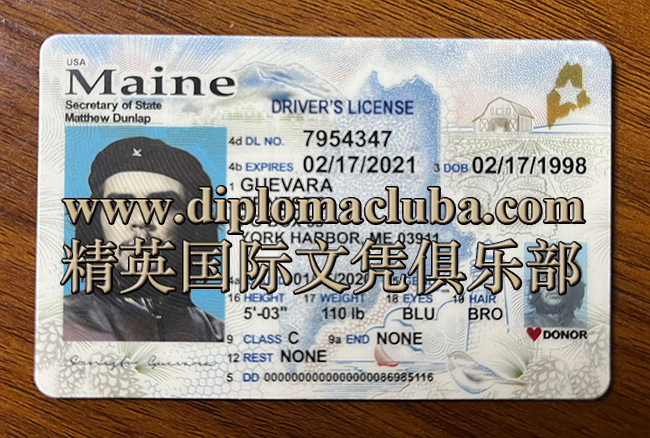 USA
Maine
Secretary of State
Matthew Dunlap
DRIVER'S LICENSE
4d DL NO. 7954347
4b EXPIRES 02/17/2021 3 DOB 02/17/1998
1 GUEVARA
www.diplomacluba.com
YORK HARBOR, ME 03911
精英国际文凭俱乐部
16 HEIGHT 17 WEIGHT 18 EYES 19 HAIR
5'-03" 110 lb BLU BRO
DONOR
9 CLASS C 9a END NONE
12 REST NONE
5 DD 0000000000000000086985116